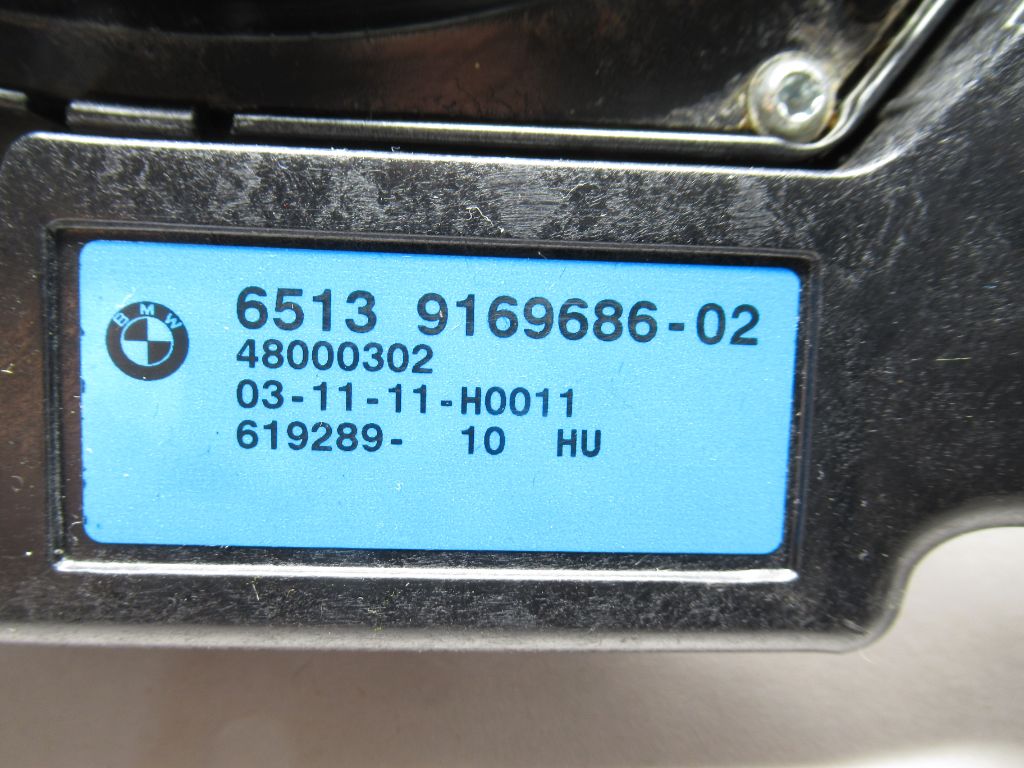 BMW
6513 9169686-02
48000302
03-11-11-H0011
619289- 10 HU